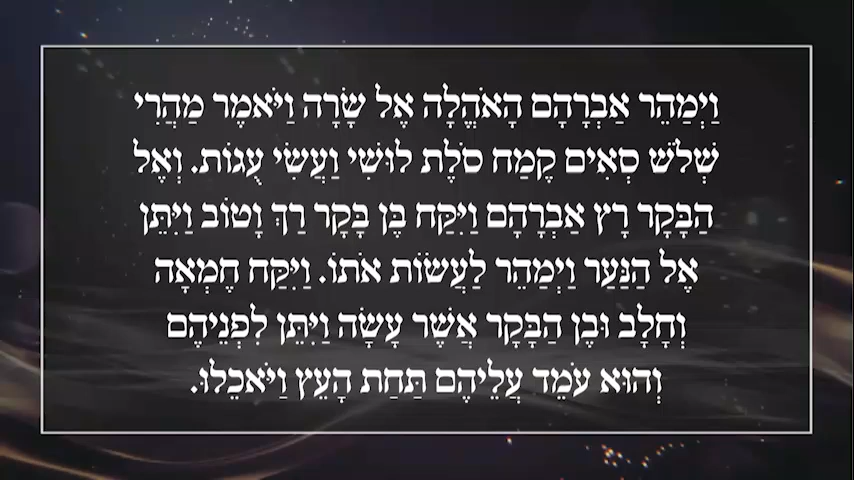 וַיְמַהֵר אַבְרָהָם הָאֹהֱלָה אֶל שָׂרָה וַיֹּאמֶר מַהֲרִי
שְׁלֹשׁ סְאִים קֶמַח סֹלֶת לוּשִׁי וַעֲשִׂי עֻגוֹת. וְאֶל
הַבָּקָר רָץ אַבְרָהָם וַיִּקַּח בֶּן בָּקָר רַךְ וָטוֹב וַיִּתֵּן
אֶל הַנַּעַר וַיְמַהֵר לַעֲשׂוֹת אֹתוֹ. וַיִּקַּח חֶמְאָה
וְחָלָב וּבֶן הַבָּקָר אֲשֶׁר עָשָׂה וַיִּתֵּן לִפְנֵיהֶם
וְהוּא עֹמֵד עֲלֵיהֶם תַּחַת הָעֵץ וַיֹּאכֵלוּ.